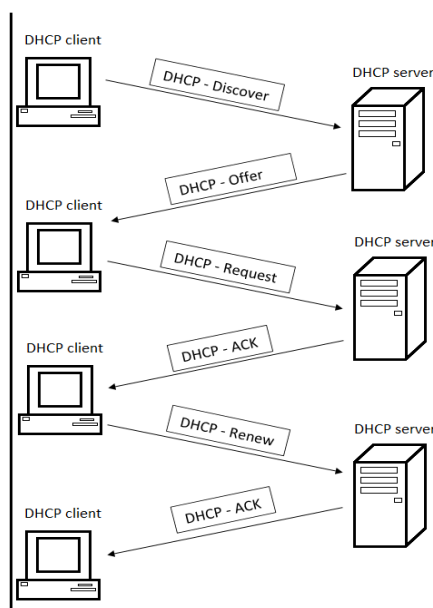 DHCP client
DHCP - Discover
DHCP server
DHCP - Offer
DHCP client
DHCP server
DHCP - Request
DHCP - ACK
DHCP client
DHCP - Renew
DHCP server
DHCP - ACK
DHCP client